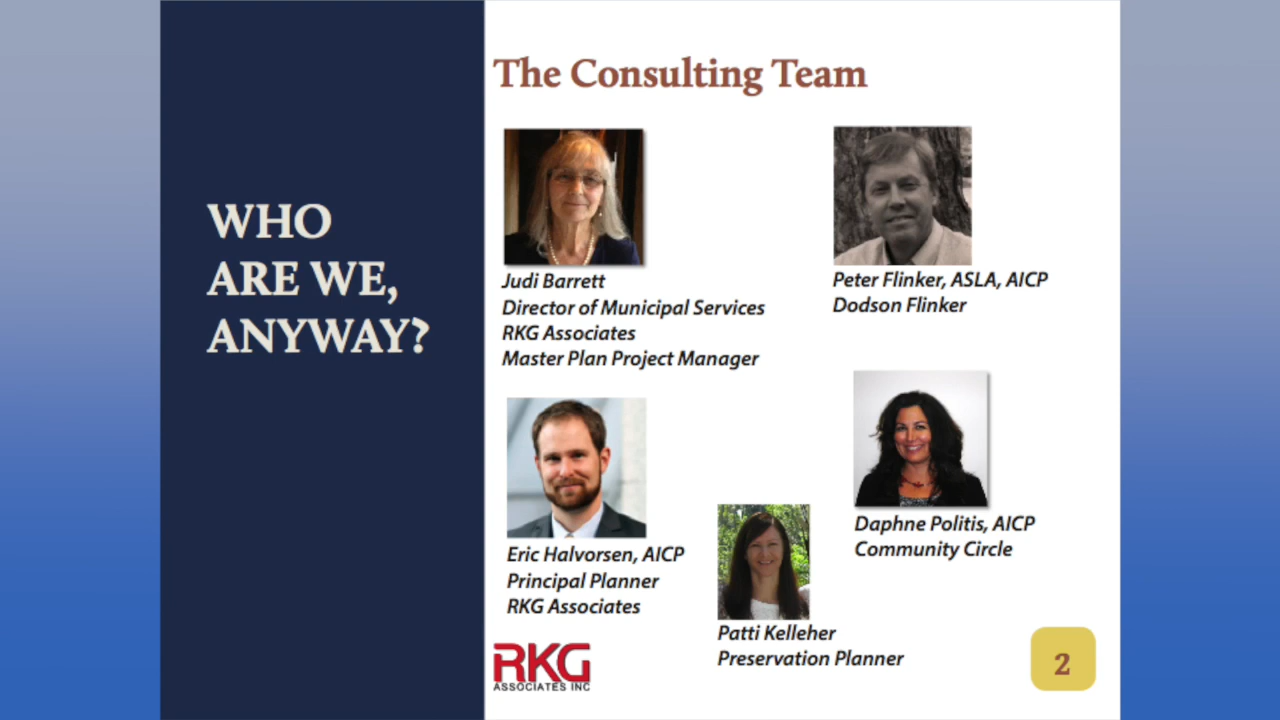 WHO
ARE WE,
ANYWAY?
The Consulting Team
Judi Barrett
Director of Municipal Services
RKG Associates
Master Plan Project Manager
Peter Flinker, ASLA, AICP
Dodson Flinker
Eric Halvorsen, AICP
Principal Planner
RKG Associates
Daphne Politis, AICP
Community Circle
Patti Kelleher
Preservation Planner
RKG
ASSOCIATES INC
2